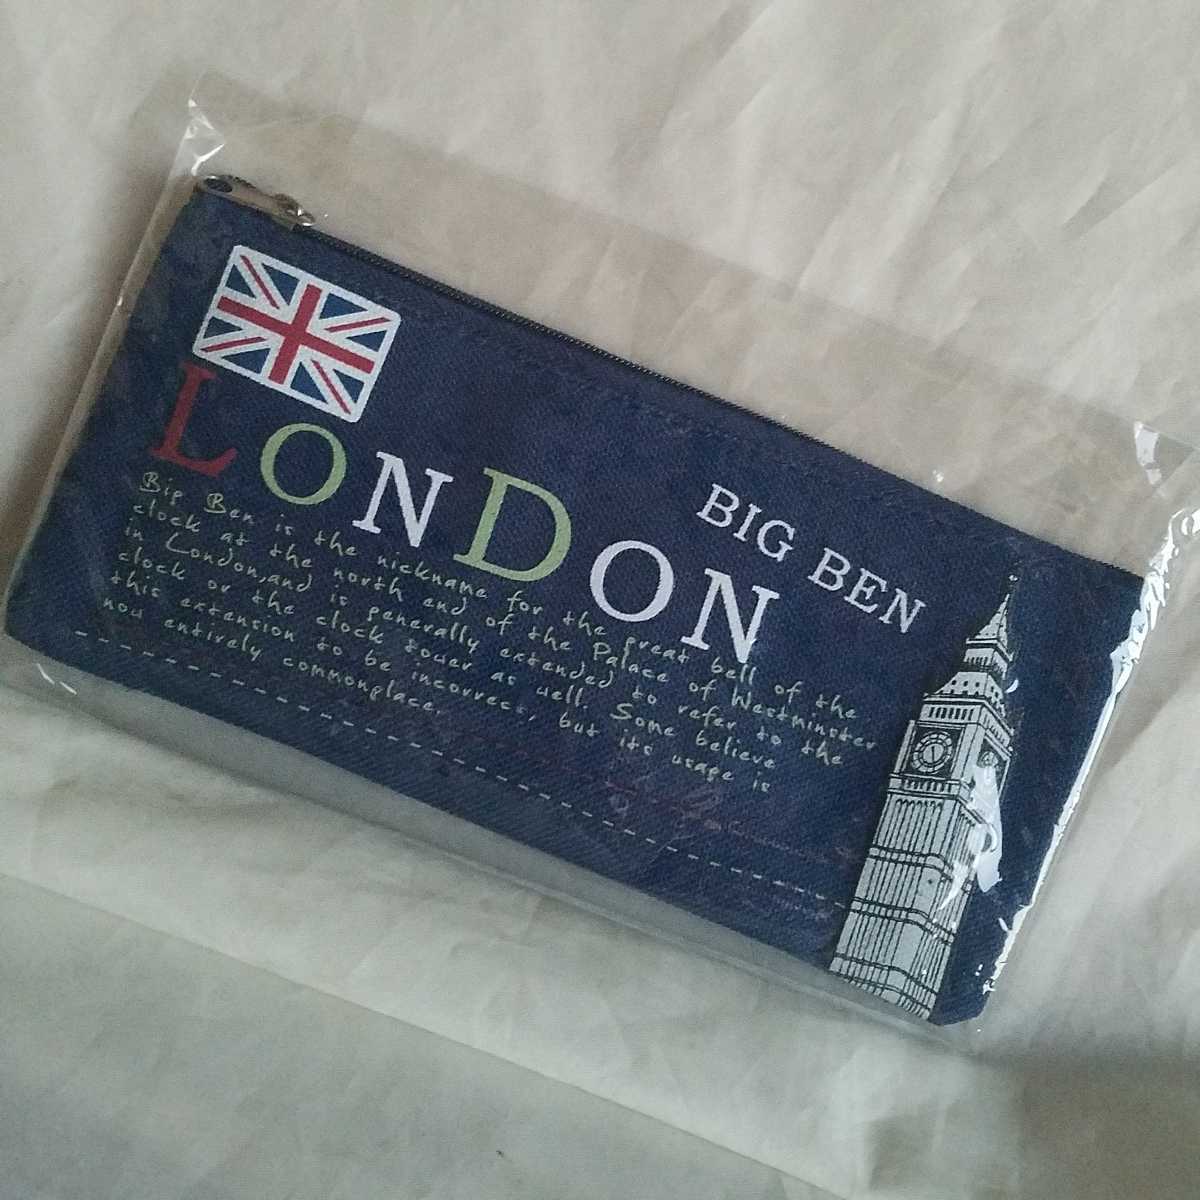 LONDON
BIG BEN
Big Ben is the nickname for the great bell of the
clock at the north end of the Palace of Westminster
in London, and is generally extended to refer to the
clock or the clock tower as well. Some believe
this extension to be incorrect, but its usage is
now entirely commonplace.